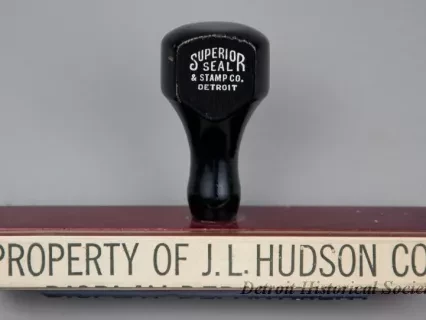 SUPERIOR
SEAL
& STAMP CO.
DETROIT
PROPERTY OF J.L. HUDSON CO
Detroit Historical Society